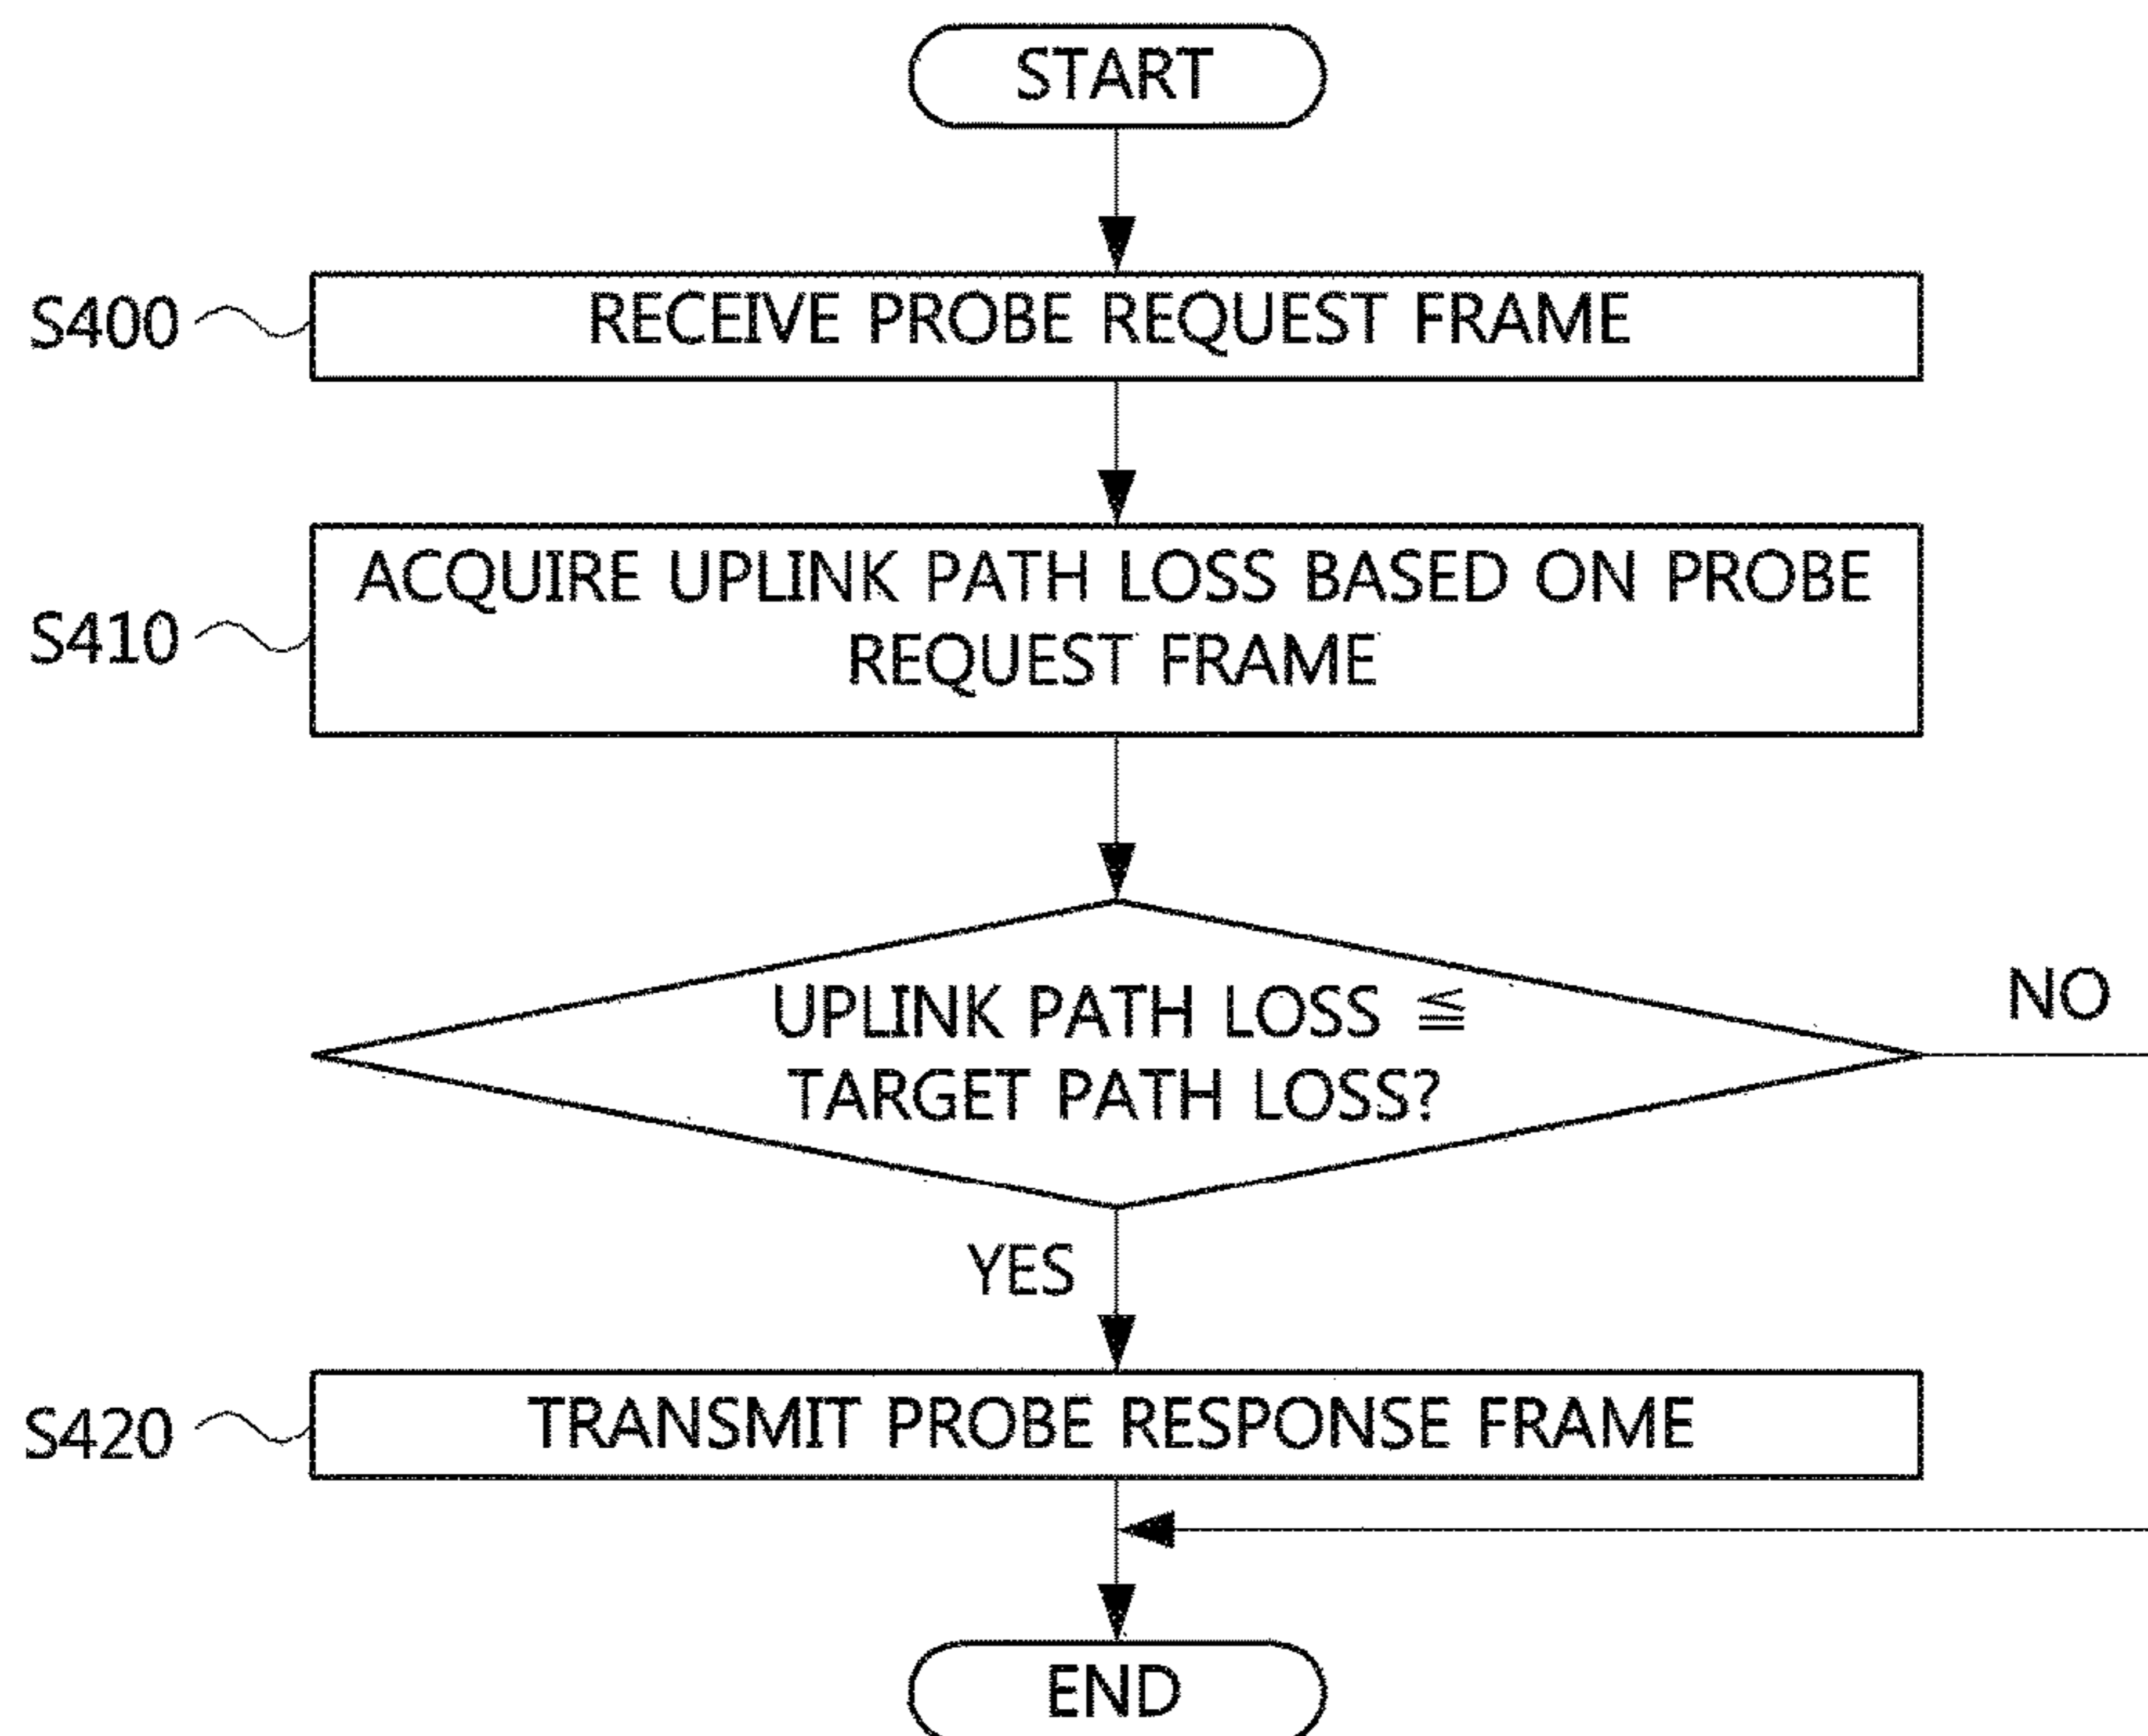 START
S400
RECEIVE PROBE REQUEST FRAME
S410
ACQUIRE UPLINK PATH LOSS BASED ON PROBE
REQUEST FRAME
UPLINK PATH LOSS ≦
TARGET PATH LOSS?
NO
YES
S420
TRANSMIT PROBE RESPONSE FRAME
END